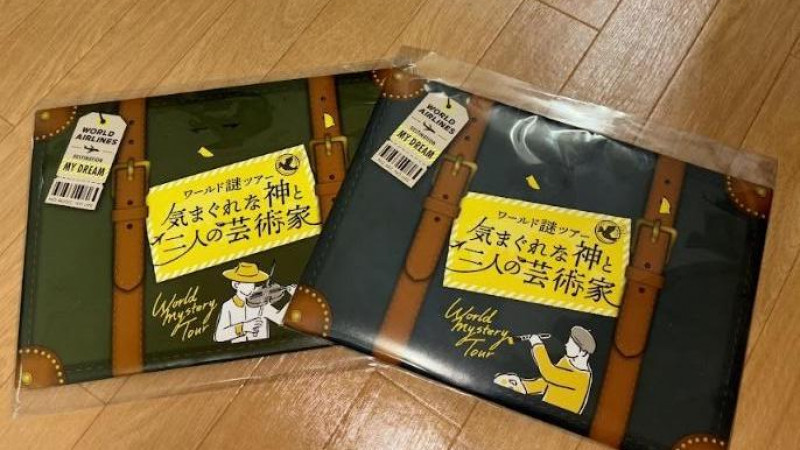 WORLD
AIRLINES
DESTINATION
MY DREAM
ワールド謎ツアー
気まぐれな神と
二人の芸術家
World
Mystery
Tour
WORLD
AIRLINES
DESTINATION
MY DREAM
ワールド謎ツアー
気まぐれな神と
二人の芸術家
World
Mystery
Tour